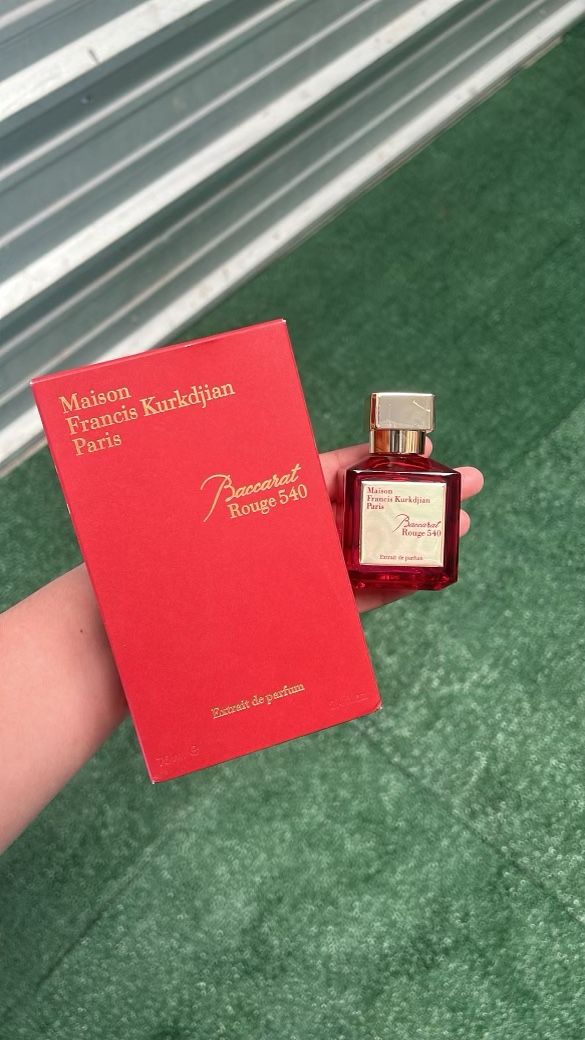 Maison
Francis Kurkdjian
Paris
Baccarat
Rouge 540
Extrait de parfum
Maison
Francis Kurkdjian
Paris
Baccarat
Rouge 540
Extrait de parfum